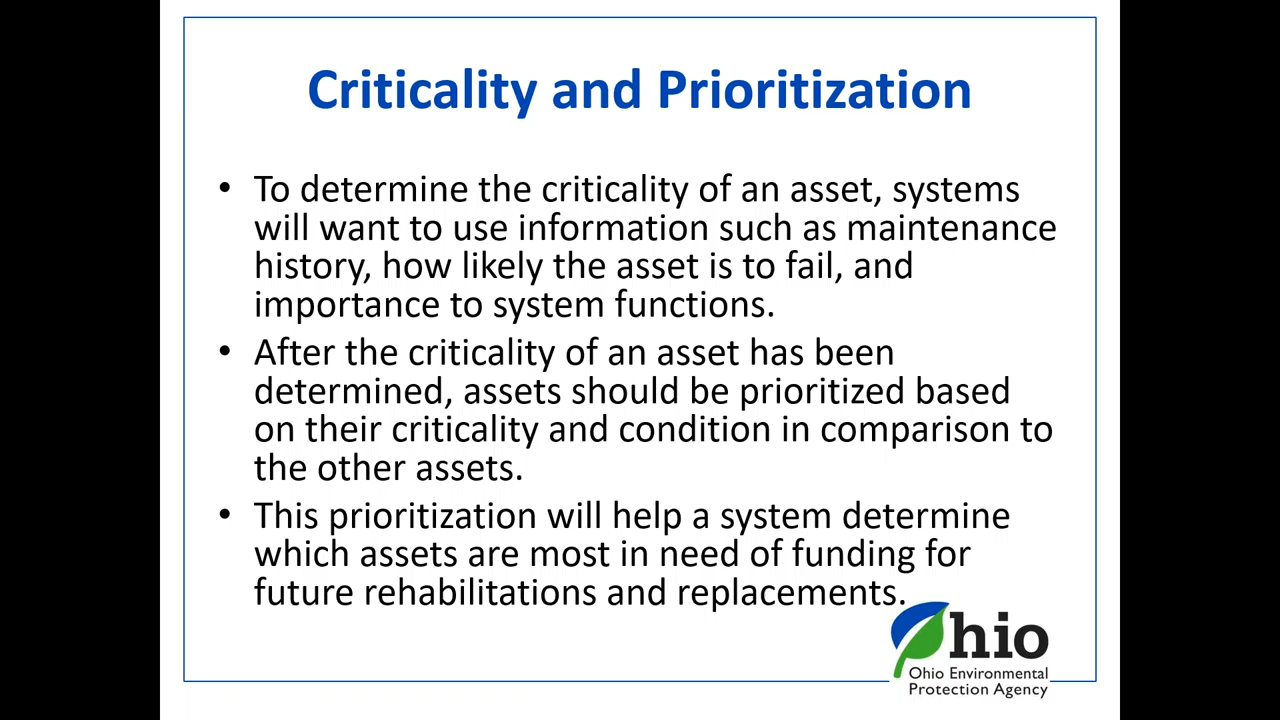 Criticality and Prioritization
• To determine the criticality of an asset, systems
will want to use information such as maintenance
history, how likely the asset is to fail, and
importance to system functions.
• After the criticality of an asset has been
determined, assets should be prioritized based
on their criticality and condition in comparison to
the other assets.
• This prioritization will help a system determine
which assets are most in need of funding for
future rehabilitations and replacements.
Ohio
Ohio Environmental
Protection Agency